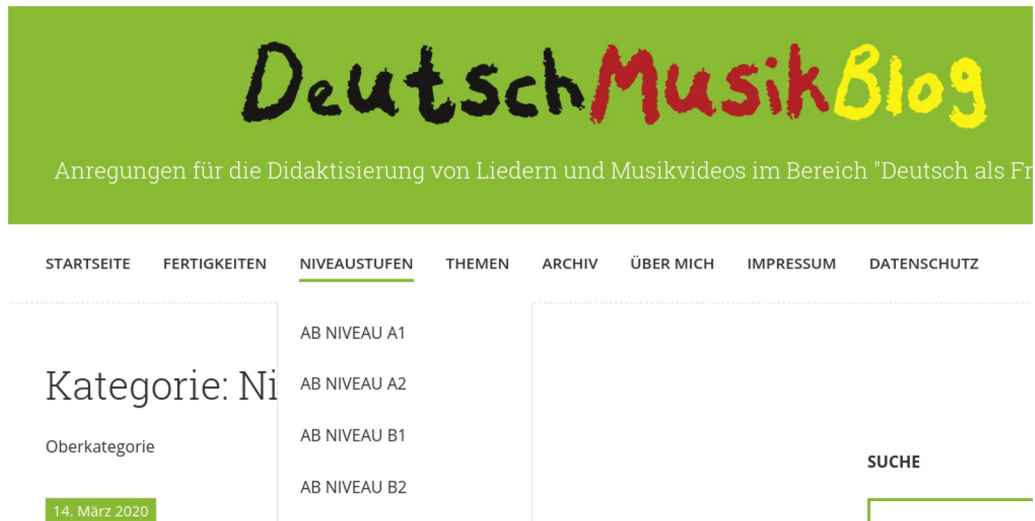 DeutschMusikBlog
Anregungen für die Didaktisierung von Liedern und Musikvideos im Bereich "Deutsch als Fr
STARTSEITE FERTIGKEITEN NIVEAUSTUFEN THEMEN ARCHIV ÜBER MICH IMPRESSUM DATENSCHUTZ
AB NIVEAU A1
Kategorie: Ni
AB NIVEAU A2
AB NIVEAU B1
Oberkategorie
SUCHE
AB NIVEAU B2
14. März 2020